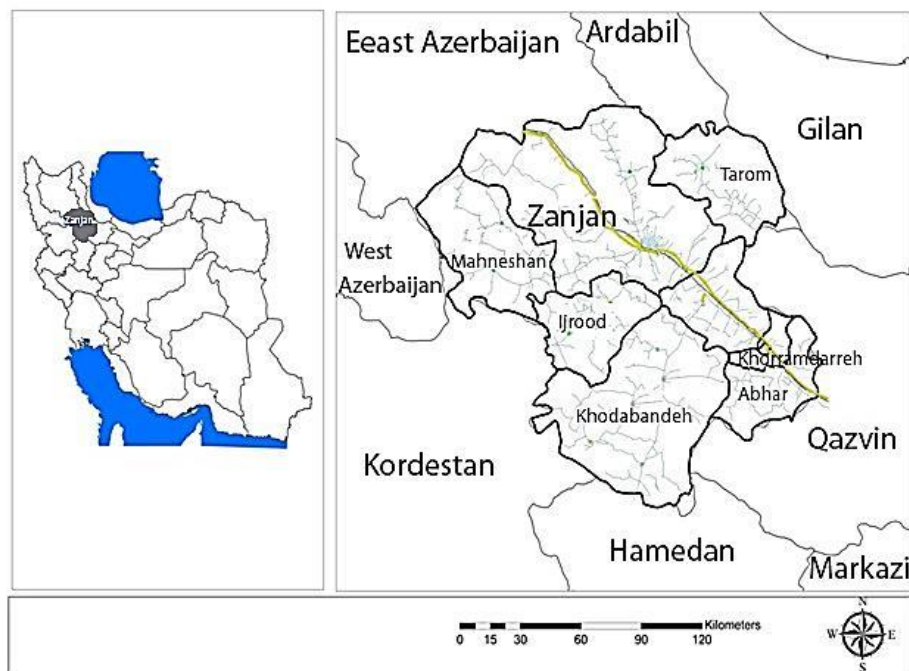 Zanjan
Eeast Azerbaijan
Ardabil
Gilan
Tarom
Zanjan
West
Azerbaijan
Mahneshan
Ijrood
Khorramdarreh
Abhar
Khodabandeh
Qazvin
Kordestan
Hamedan
Markazi
Kilometers
0 15 30 60 90 120
N
W E
S